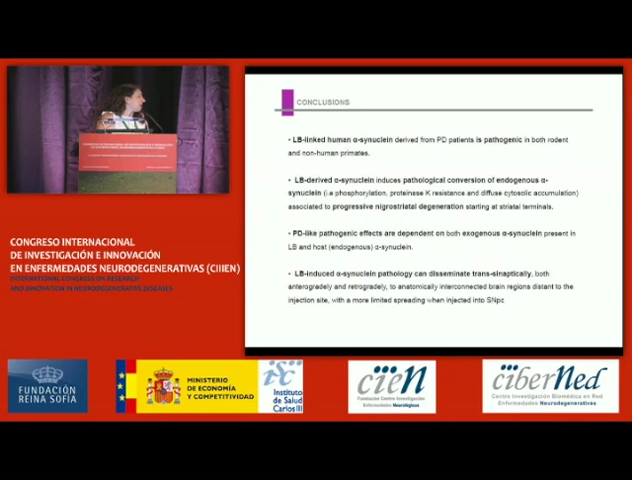 CONGRESO INTERNACIONAL
DE INVESTIGACIÓN E INNOVACIÓN
EN ENFERMEDADES NEURODEGENERATIVAS (CIIIEN)
INTERNATIONAL CONGRESS ON RESEARCH
AND INNOVATION IN NEURODEGENERATIVE DISEASES
CONCLUSIONS
• LB-linked human α-synuclein derived from PD patients is pathogenic in both rodent
and non-human primates.
• LB-derived α-synuclein induces pathological conversion of endogenous α-
synuclein (i.e phosphorylation, proteinase K resistance and diffuse cytosolic accumulation)
associated to progressive nigrostriatal degeneration starting at striatal terminals.
• PD-like pathogenic effects are dependent on both exogenous α-synuclein present in
LB and host (endogenous) α-synuclein.
• LB-induced α-synuclein pathology can disseminate trans-sinaptically, both
anterogradely and retrogradely, to anatomically interconnected brain regions distant to the
injection site, with a more limited spreading when injected into SNpc
FUNDACIÓN
REINA SOFÍA
MINISTERIO
DE ECONOMÍA
Y COMPETITIVIDAD
Instituto
de Salud
Carlos III
cien
Fundación Centro Investigación
Enfermedades Neurológicas
ciberned
Centro Investigación Biomédica en Red
Enfermedades Neurodegenerativas